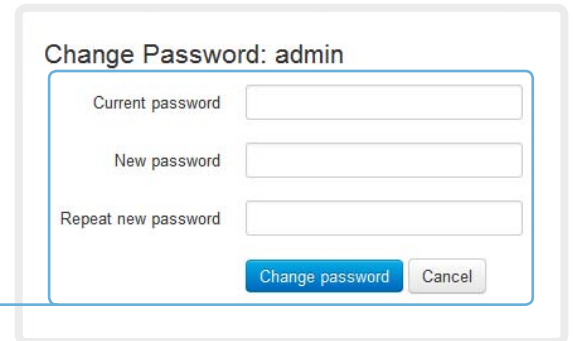 Change Password: admin
Current password
New password
Repeat new password
Change password Cancel